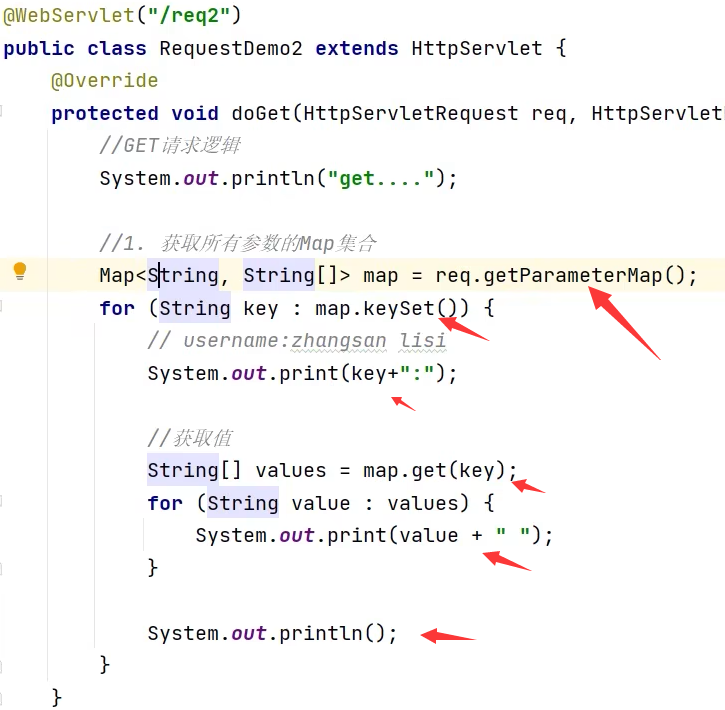 @WebServlet("/req2")
public class RequestDemo2 extends HttpServlet {
@Override
protected void doGet(HttpServletRequest req, HttpServletR
//GET请求逻辑
System.out.println("get....");
//1. 获取所有参数的Map集合
Map<String, String[]> map = req.getParameterMap();
for (String key : map.keySet()) {
// username:zhangsan lisi
System.out.print(key+":");
//获取值
String[] values = map.get(key);
for (String value : values) {
System.out.print(value + " ");
}
System.out.println();
}
}